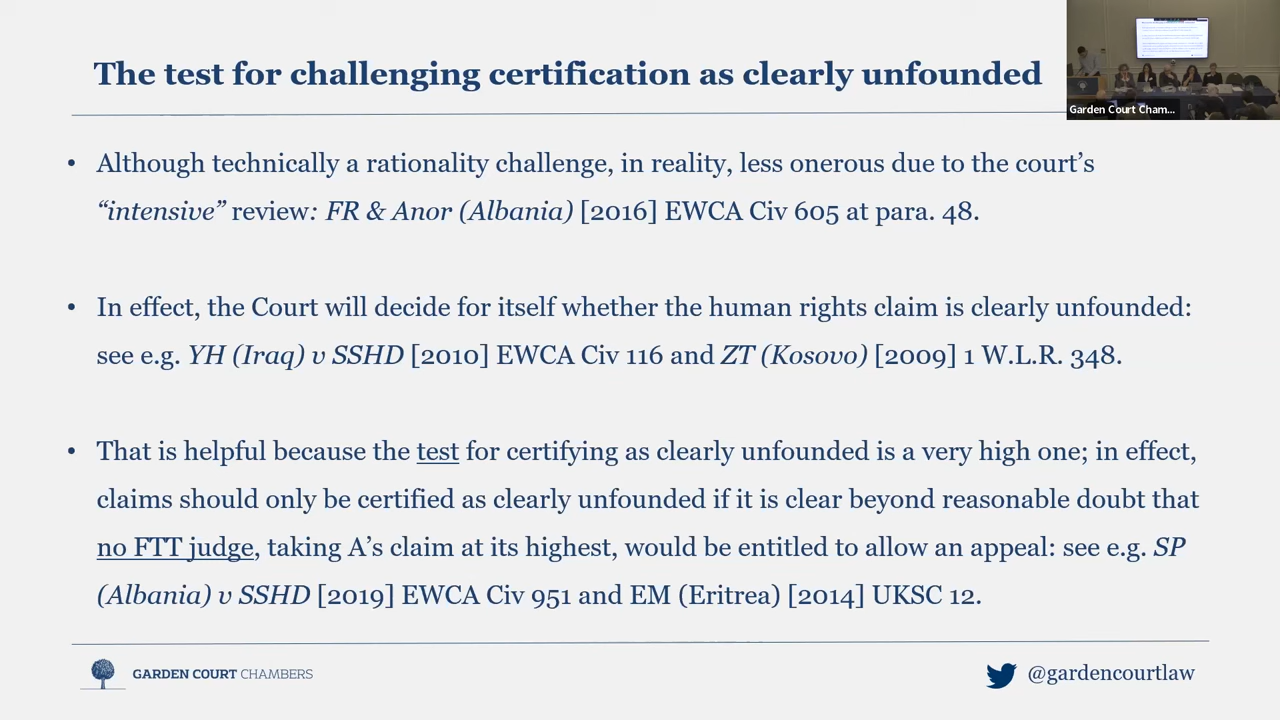 The test for challenging certification as clearly unfounded
Garden Court Cham...
• Although technically a rationality challenge, in reality, less onerous due to the court’s
“intensive” review: FR & Anor (Albania) [2016] EWCA Civ 605 at para. 48.
• In effect, the Court will decide for itself whether the human rights claim is clearly unfounded:
see e.g. YH (Iraq) v SSHD [2010] EWCA Civ 116 and ZT (Kosovo) [2009] 1 W.L.R. 348.
• That is helpful because the test for certifying as clearly unfounded is a very high one; in effect,
claims should only be certified as clearly unfounded if it is clear beyond reasonable doubt that
no FTT judge, taking A’s claim at its highest, would be entitled to allow an appeal: see e.g. SP
(Albania) v SSHD [2019] EWCA Civ 951 and EM (Eritrea) [2014] UKSC 12.
GARDEN COURT CHAMBERS
@gardencourtlaw